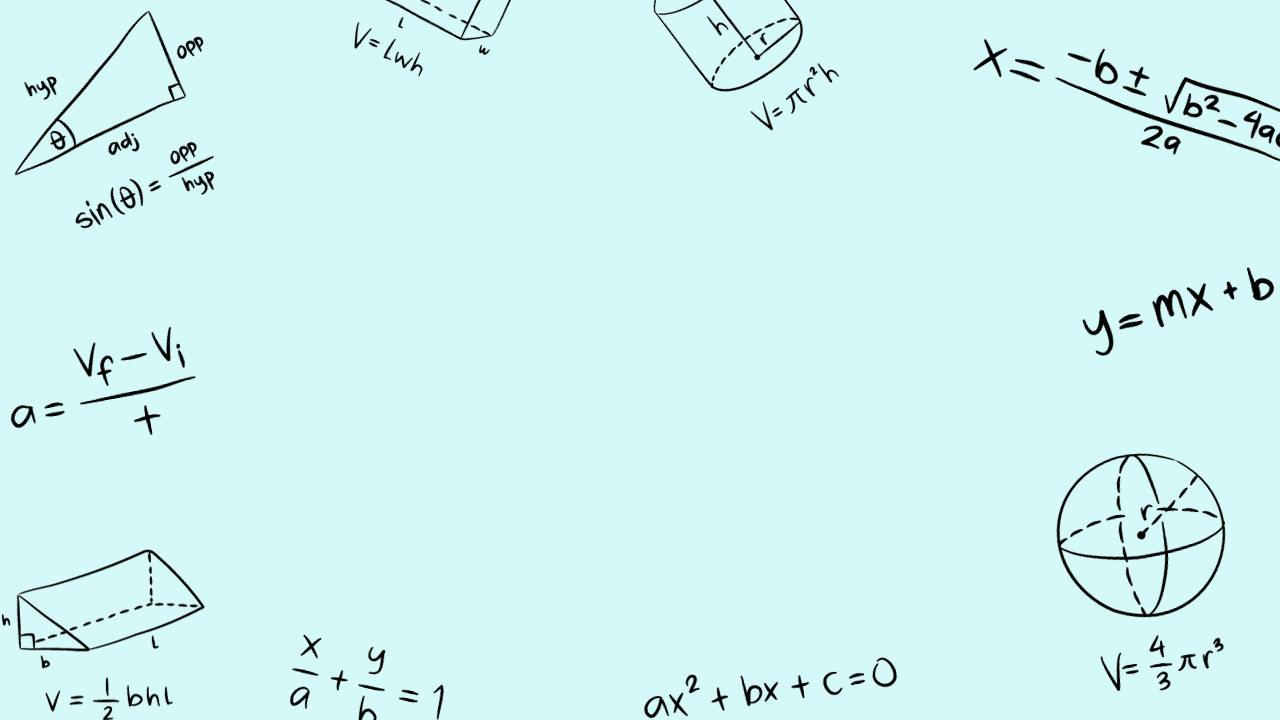 opp
hyp
θ
adj
sin(θ) = opp/hyp
l
w
V = lwh
h
r
V = πr²h
x = -b ± √b² - 4ac
2a
y = mx + b
a = Vf - Vi
t
h
b
l
V = 1/2 bhl
x/a + y/b = 1
ax² + bx + c = 0
r
V = 4/3 πr³